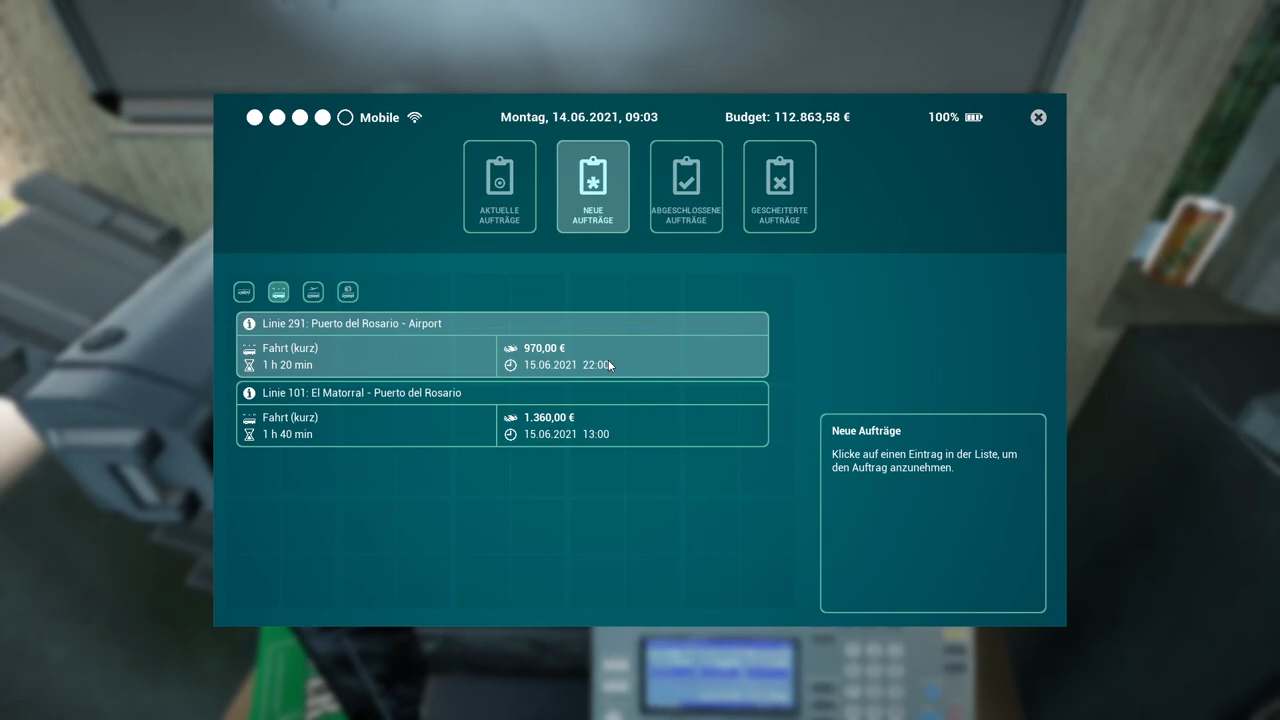 Mobile
Montag, 14.06.2021, 09:03
Budget: 112.863,58 €
100%
AKTUELLE
AUFTRÄGE
NEUE
AUFTRÄGE
ABGESCHLOSSENE
AUFTRÄGE
GESCHEITERTE
AUFTRÄGE
Linie 291: Puerto del Rosario - Airport
Fahrt (kurz)
970,00 €
1 h 20 min
15.06.2021 22:00
Linie 101: El Matorral - Puerto del Rosario
Fahrt (kurz)
1.360,00 €
1 h 40 min
15.06.2021 13:00
Neue Aufträge
Klicke auf einen Eintrag in der Liste, um
den Auftrag anzunehmen.